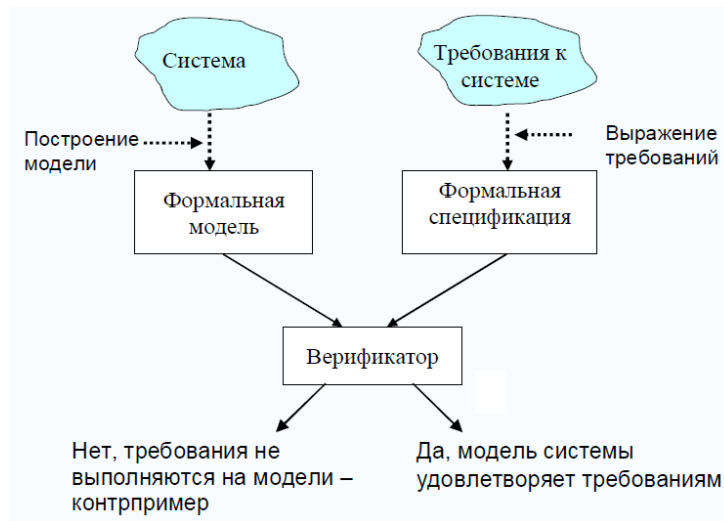 Система
Требования к
системе
Построение
модели
Выражение
требований
Формальная
модель
Формальная
спецификация
Верификатор
Нет, требования не
выполняются на модели –
контрпример
Да, модель системы
удовлетворяет требованиям